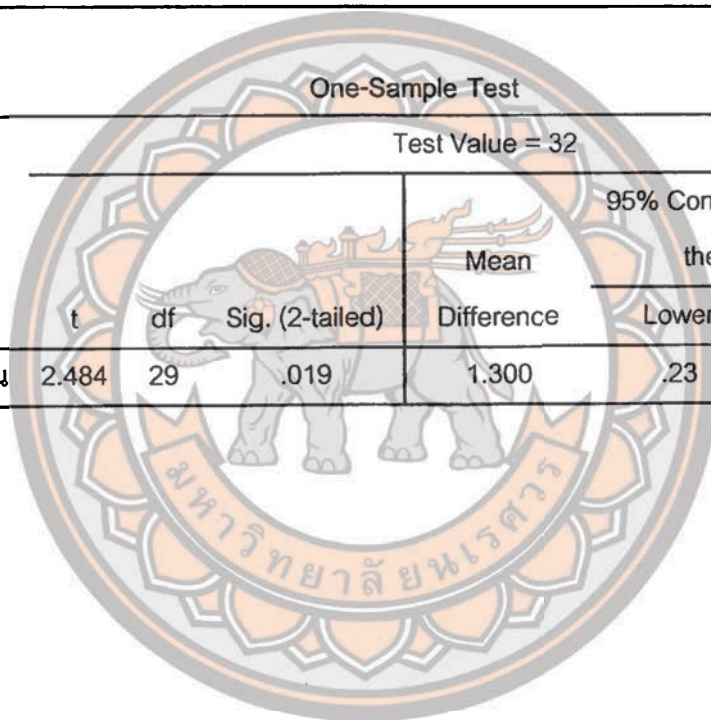 One-Sample Test
Test Value = 32
95% Con
Mean the
t df Sig. (2-tailed) Difference Lower
น 2.484 29 .019 1.300 .23
มหาวิทยาลัยนเรศวร